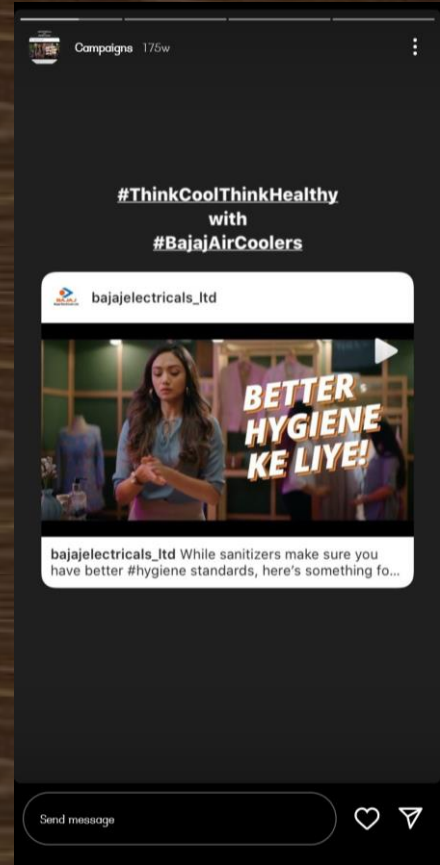 Campaigns 175w
#ThinkCoolThinkHealthy
with
#BajajAirCoolers
BAJAJ
bajajelectricals_ltd
BETTER
HYGIENE
KE LIYE!
bajajelectricals_ltd While sanitizers make sure you
have better #hygiene standards, here's something fo...
Send message